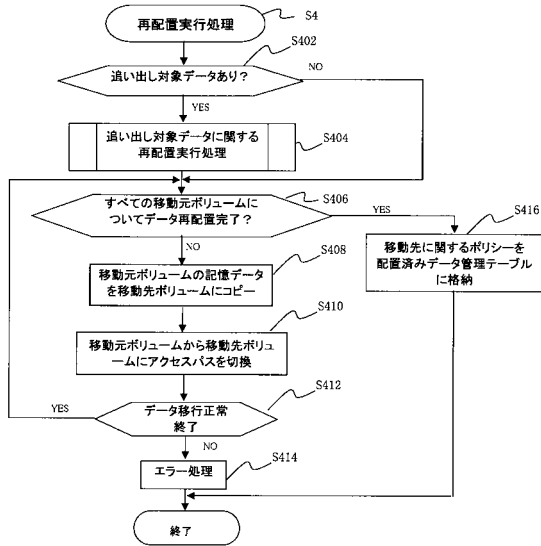 再配置実行処理
S4
S402
追い出し対象データあり?
NO
YES
追い出し対象データに関する
再配置実行処理
S404
すべての移動元ボリュームに
ついてデータ再配置完了?
S406
YES
S416
NO
移動先に関するポリシーを
配置済みデータ管理テーブル
に格納
S408
移動元ボリュームの記憶データ
を移動先ボリュームにコピー
S410
移動元ボリュームから移動先ボリュ
ームにアクセスパスを切換
S412
YES
データ移行正常
終了
NO
S414
エラー処理
終了